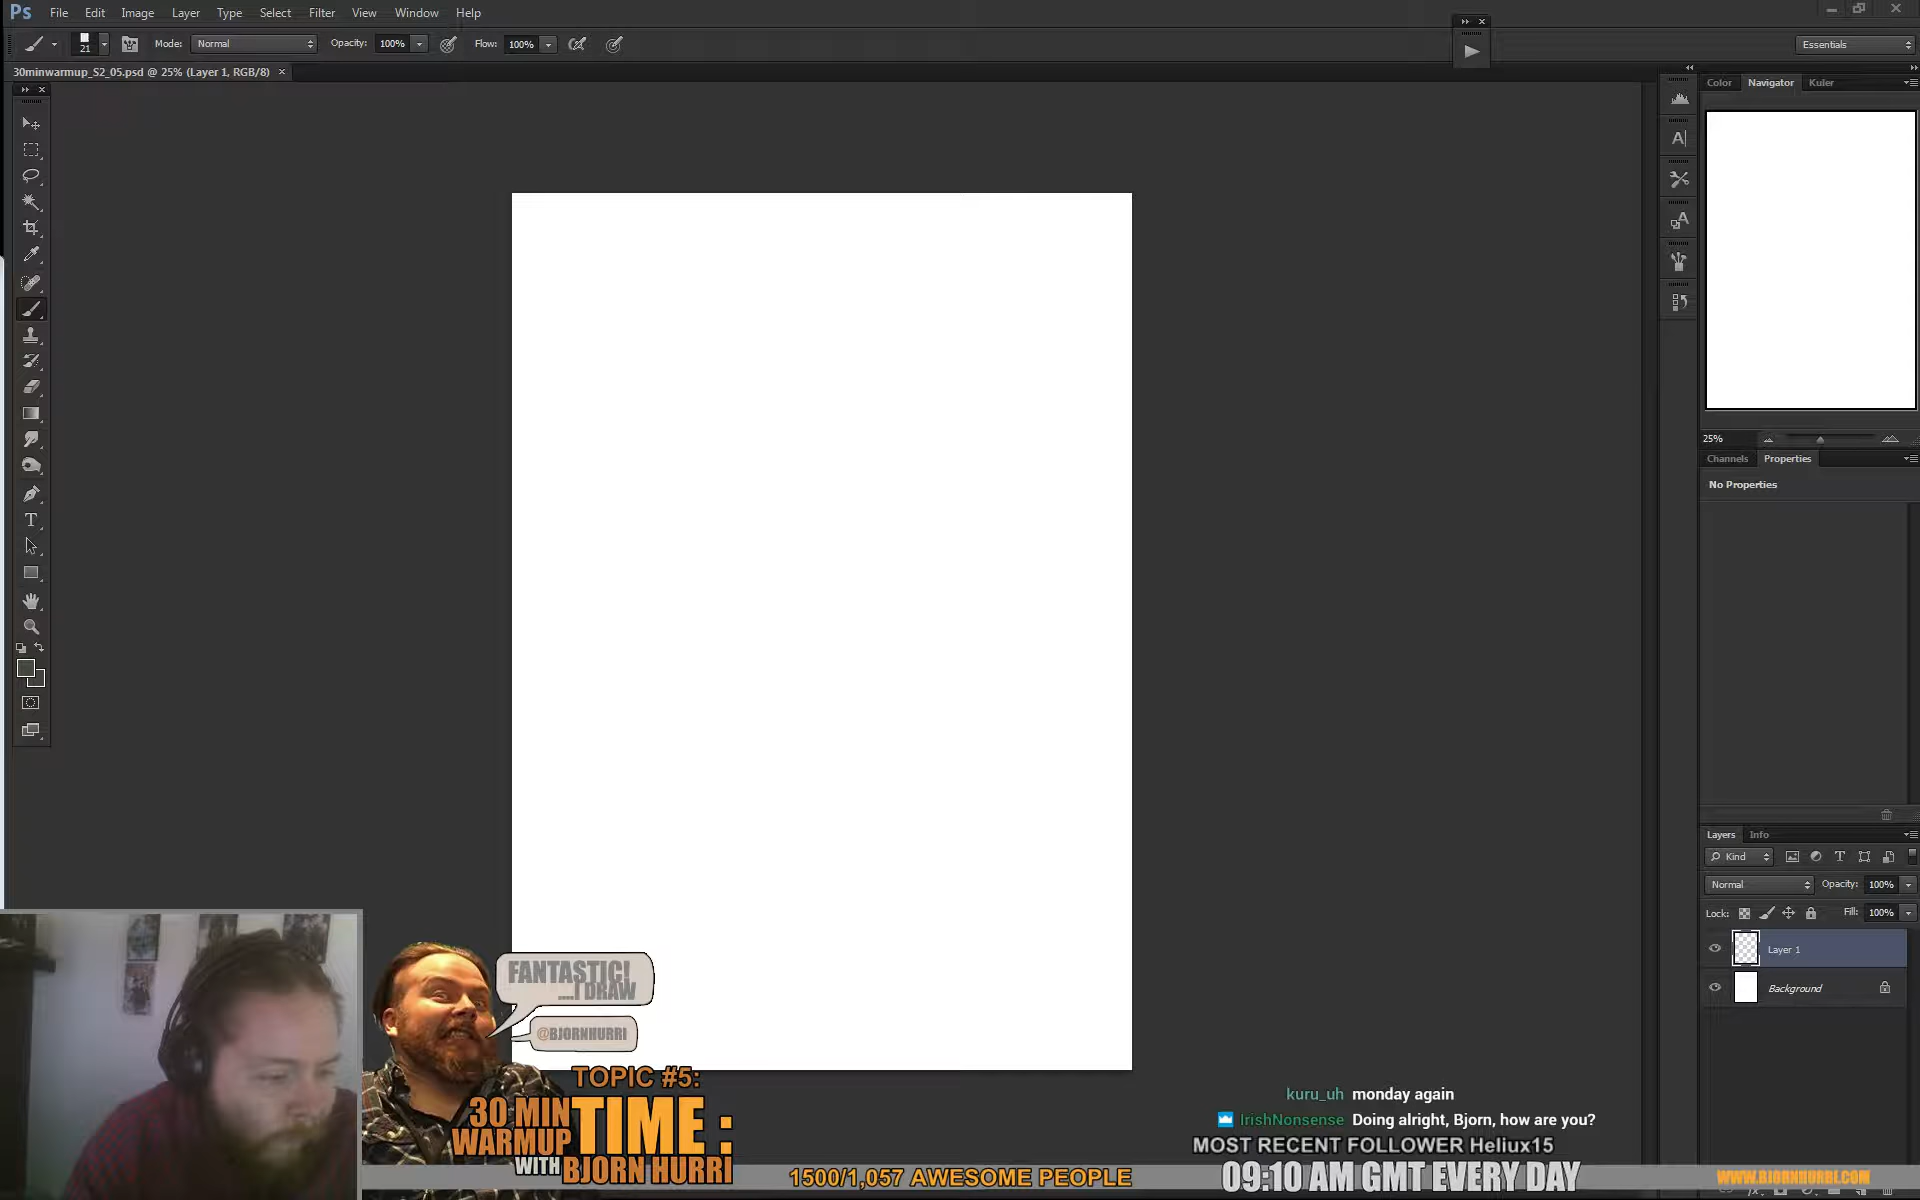 Ps File Edit Image Layer Type Select Filter View Window Help
21 Mode: Normal Opacity: 100% Flow: 100% Essentials
30minwarmup_S2_05.psd @ 25% (Layer 1, RGB/8)
Color Navigator Kuler
25%
Channels Properties
No Properties
Layers Info
Kind
Normal Opacity: 100%
Lock: Fill: 100%
Layer 1
Background
FANTASTIC!
....I DRAW
@BJORNHURRI
TOPIC #5:
30 MIN WARMUP
TIME :
WITH BJORN HURRI
kuru_uh monday again
IrishNonsense Doing alright, Bjorn, how are you?
MOST RECENT FOLLOWER Heliux15
1500/1,057 AWESOME PEOPLE
09:10 AM GMT EVERY DAY
WWW.BJORNHURRI.COM